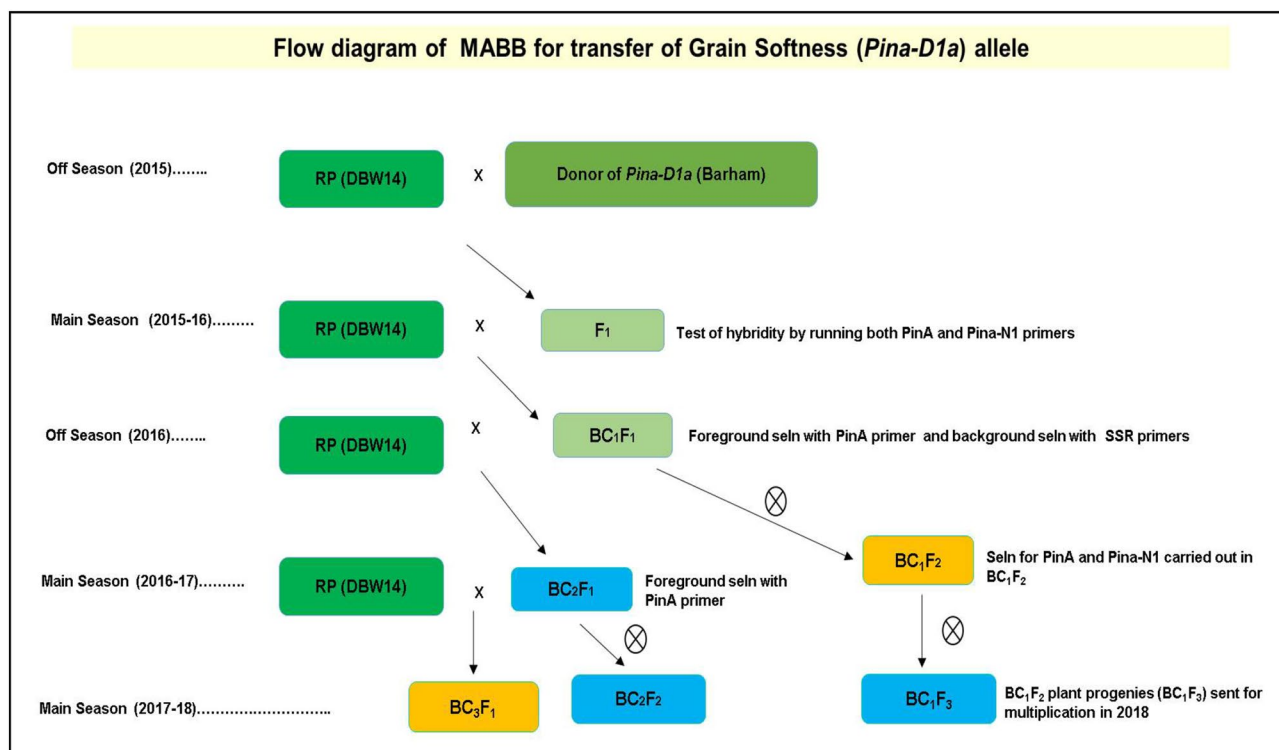 Flow diagram of MABB for transfer of Grain Softness (Pina-D1a) allele
Off Season (2015)........
RP (DBW14)
X
Donor of Pina-D1a (Barham)
Main Season (2015-16).........
RP (DBW14)
X
F₁
Test of hybridity by running both PinA and Pina-N1 primers
Off Season (2016)........
RP (DBW14)
X
BC₁F₁
Foreground seln with PinA primer and background seln with SSR primers
Main Season (2016-17)..........
RP (DBW14)
X
BC₂F₁
Foreground seln with
PinA primer
BC₁F₂
Seln for PinA and Pina-N1 carried out in
BC₁F₂
Main Season (2017-18)..............................
BC₃F₁
BC₂F₂
BC₁F₃
BC₁F₂ plant progenies (BC₁F₃) sent for
multiplication in 2018